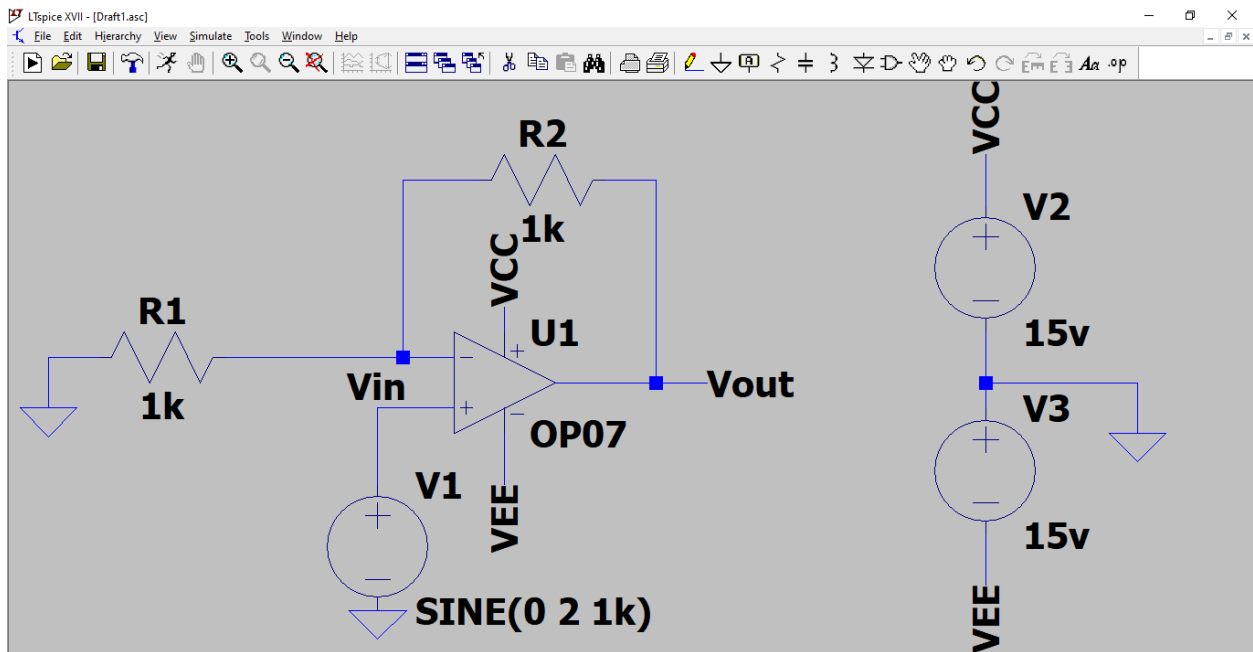 LTspice XVII - [Draft1.asc]
File Edit Hierarchy View Simulate Tools Window Help
Aa .op
R2
1k
VCC
R1
1k
U1
Vin
Vout
OP07
VEE
V1
SINE(0 2 1k)
VCC
V2
15v
V3
15v
VEE